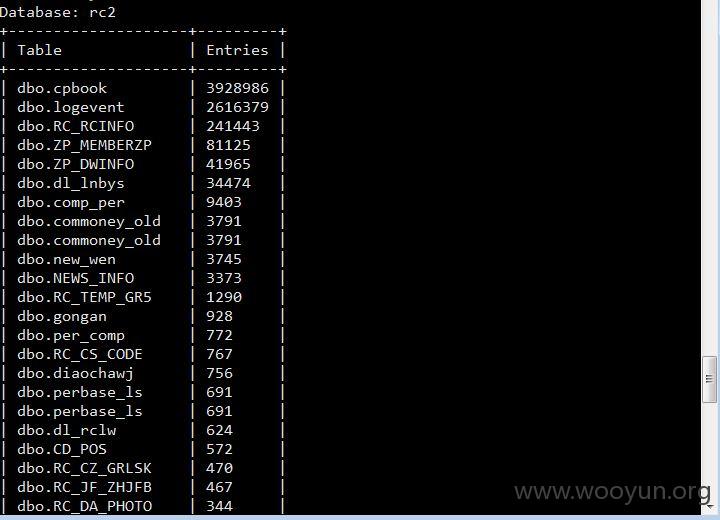 Database: rc2
+--------------------+---------+
| Table              | Entries |
+--------------------+---------+
| dbo.cpbook         | 3928986 |
| dbo.logevent       | 2616379 |
| dbo.RC_RCINFO      | 241443  |
| dbo.ZP_MEMBERZP    | 81125   |
| dbo.ZP_DWINFO      | 41965   |
| dbo.dl_lnbys       | 34474   |
| dbo.comp_per       | 9403    |
| dbo.commoney_old   | 3791    |
| dbo.commoney_old   | 3791    |
| dbo.new_wen        | 3745    |
| dbo.NEWS_INFO      | 3373    |
| dbo.RC_TEMP_GR5    | 1290    |
| dbo.gongan         | 928     |
| dbo.per_comp       | 772     |
| dbo.RC_CS_CODE     | 767     |
| dbo.diaochawj      | 756     |
| dbo.perbase_ls     | 691     |
| dbo.perbase_ls     | 691     |
| dbo.dl_rclw        | 624     |
| dbo.CD_POS         | 572     |
| dbo.RC_CZ_GRLSK    | 470     |
| dbo.RC_JF_ZHJFB    | 467     |
| dbo.RC_DA_PHOTO    | 344     |
www.wooyun.org